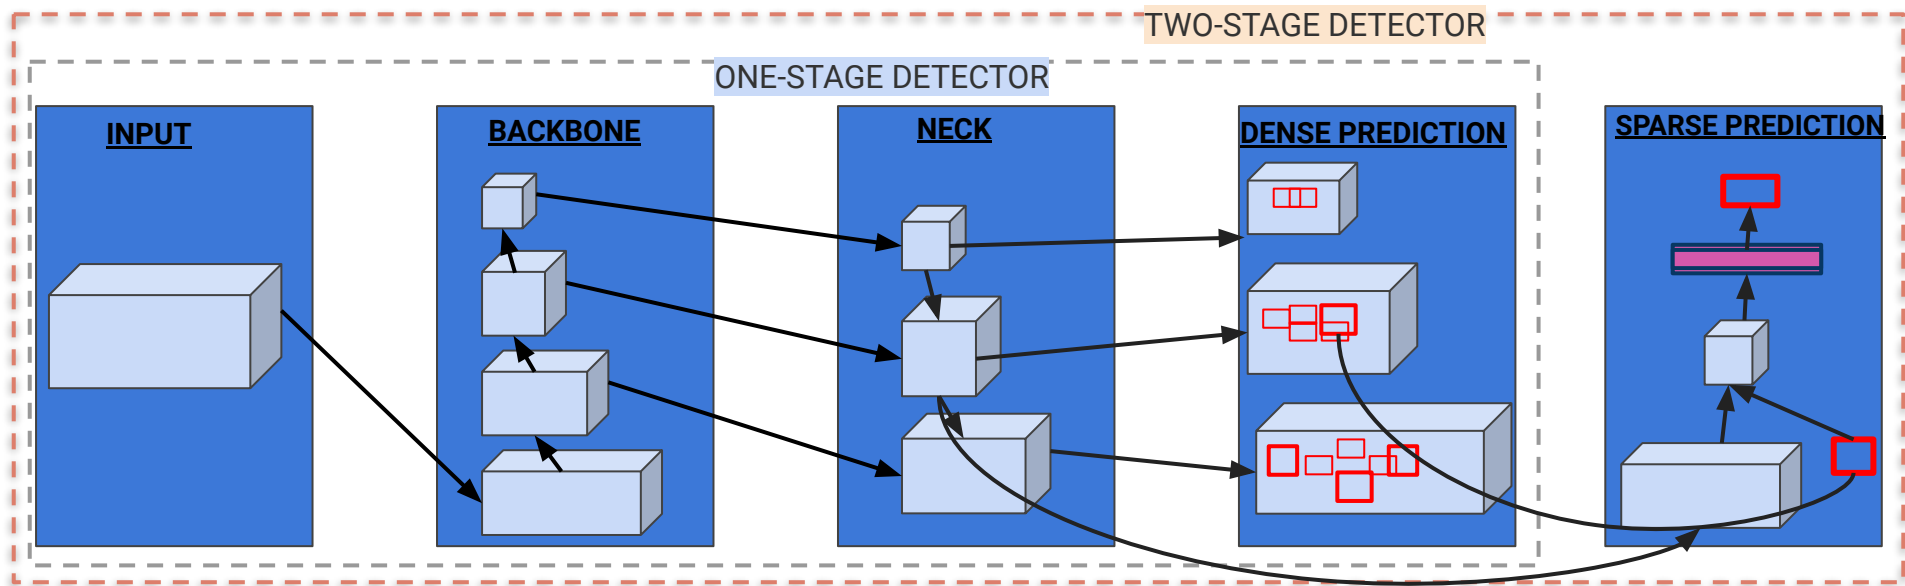 TWO-STAGE DETECTOR
ONE-STAGE DETECTOR
INPUT
BACKBONE
NECK
DENSE PREDICTION
SPARSE PREDICTION